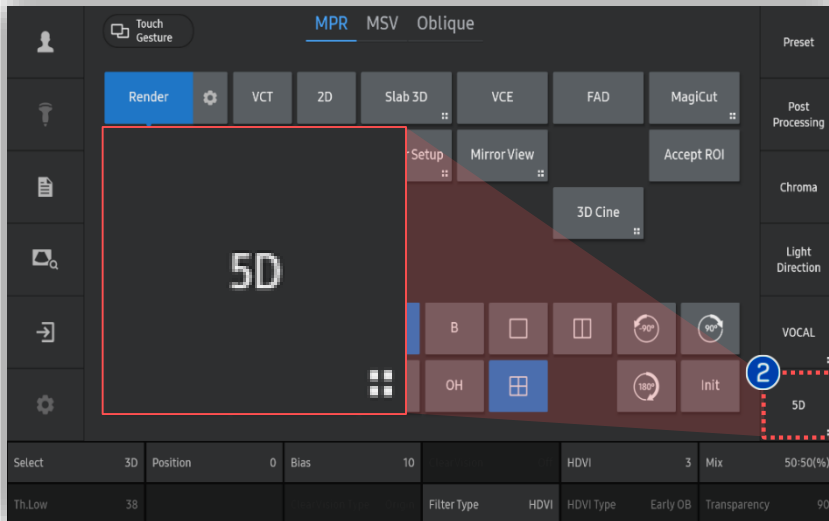 Touch
Gesture
MPR
MSV
Oblique
Preset
Render
VCT
2D
Slab 3D
VCE
FAD
MagiCut
Post
Processing
Setup
Mirror View
Accept ROI
Chroma
3D Cine
5D
Light
Direction
B
-90°
90°
VOCAL
2
OH
180°
Init
5D
Select 3D
Position 0
Bias 10
HDVI 3
Mix 50:50(%)
Th.Low 38
Filter Type HDVI
HDVI Type Early OB
Transparency 90